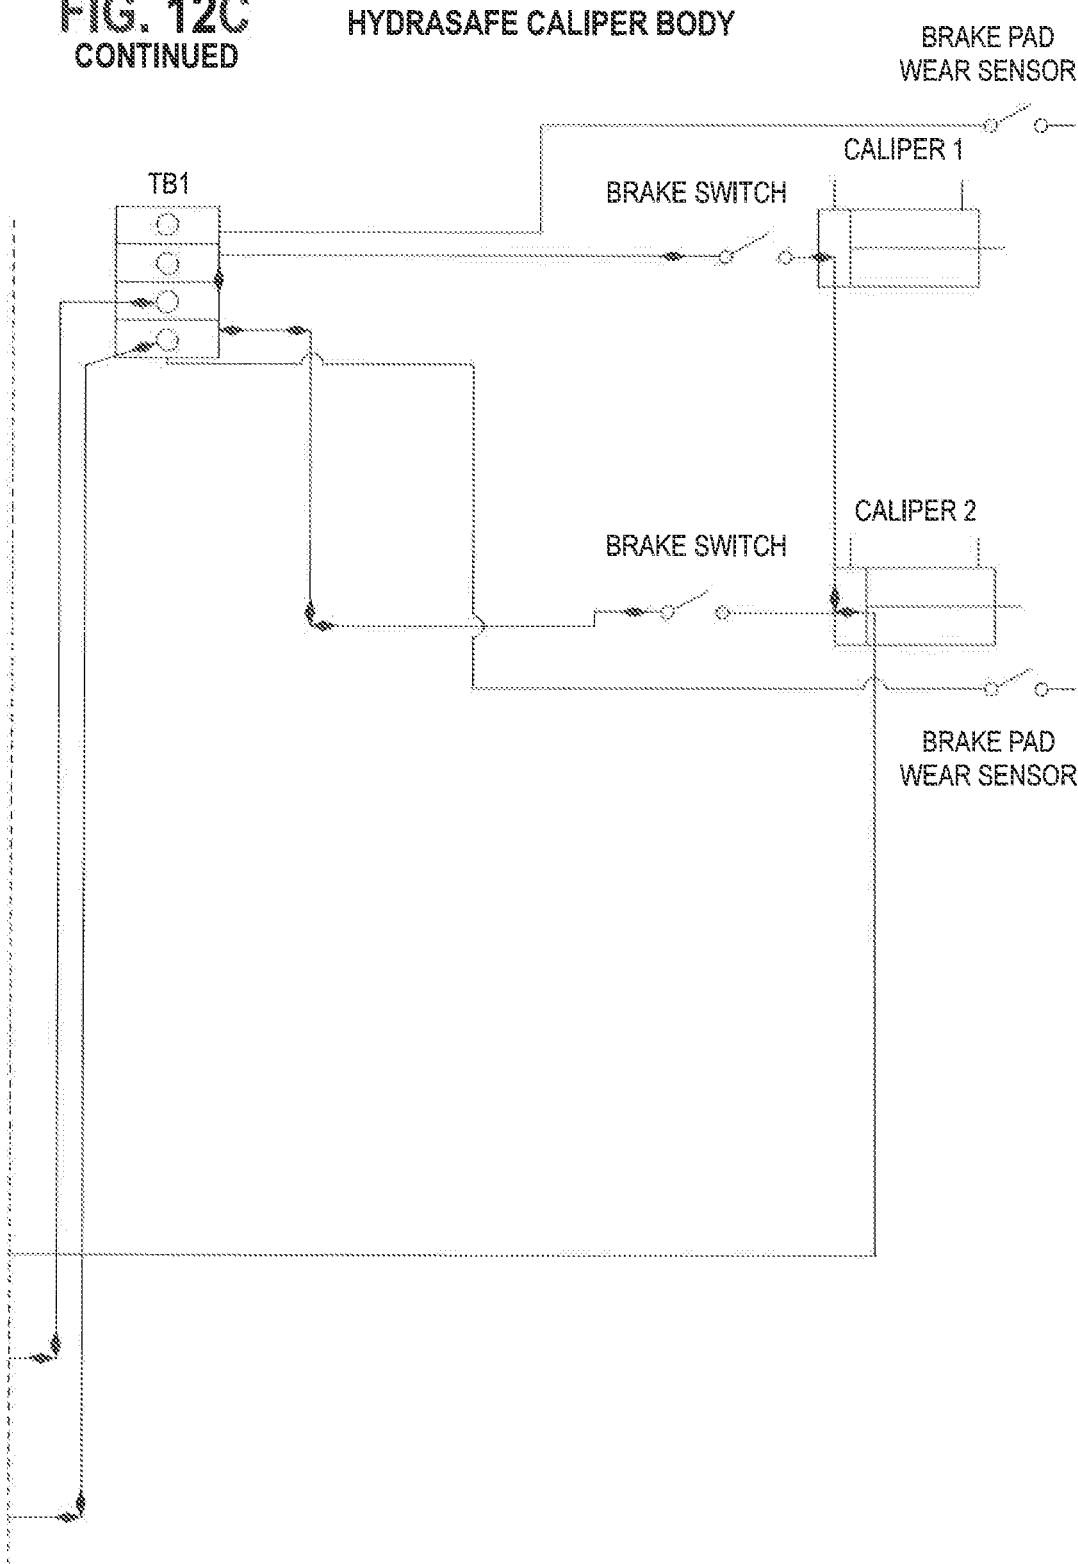 FIG. 12C
CONTINUED
HYDRASAFE CALIPER BODY
BRAKE PAD
WEAR SENSOR
CALIPER 1
TB1
BRAKE SWITCH
CALIPER 2
BRAKE SWITCH
BRAKE PAD
WEAR SENSOR